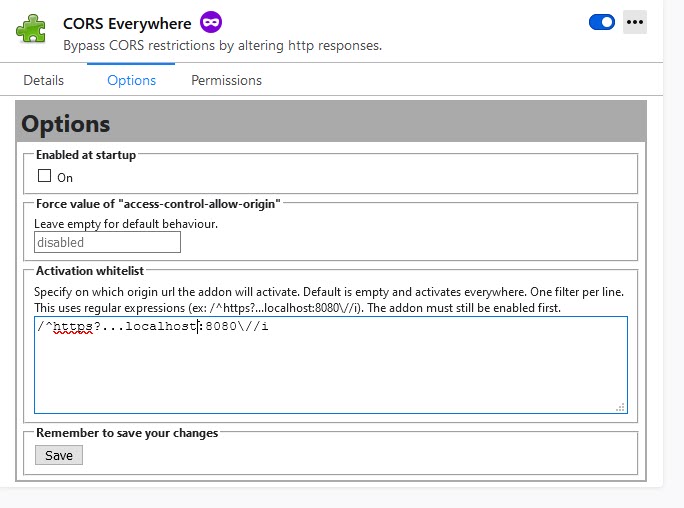 CORS Everywhere
Bypass CORS restrictions by altering http responses.
Details Options Permissions
Options
Enabled at startup
On
Force value of "access-control-allow-origin"
Leave empty for default behaviour.
disabled
Activation whitelist
Specify on which origin url the addon will activate. Default is empty and activates everywhere. One filter per line.
This uses regular expressions (ex: /^https?...localhost:8080\//i). The addon must still be enabled first.
/^https?...localhost:8080\//i
Remember to save your changes
Save